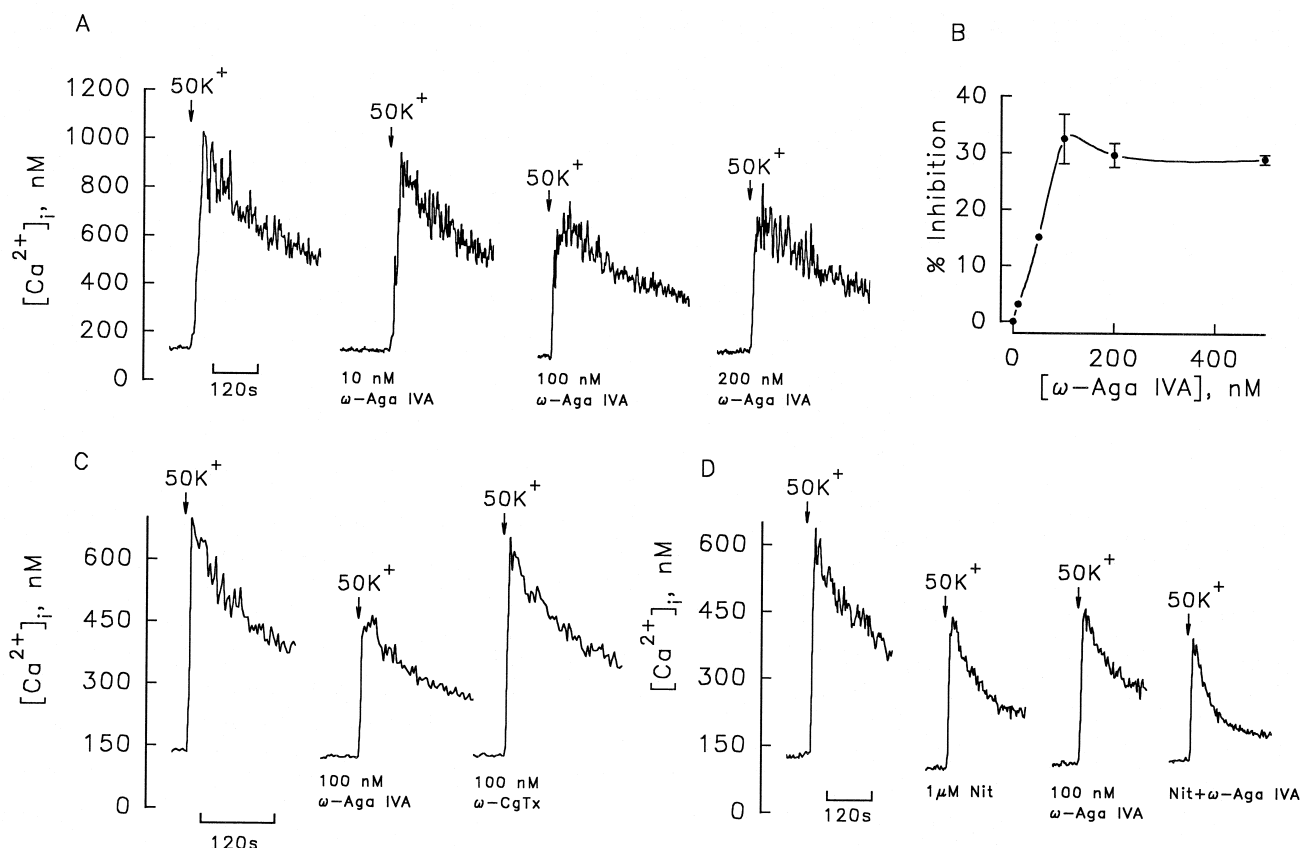 A
50K+
1200
1000
800
600
400
200
0
[Ca2+]i, nM
120s
50K+
10 nM
ω-Aga IVA
50K+
100 nM
ω-Aga IVA
50K+
200 nM
ω-Aga IVA
B
40
30
20
10
0
% Inhibition
0 200 400
[ω-Aga IVA], nM
C
50K+
600
450
300
150
0
[Ca2+]i, nM
120s
50K+
100 nM
ω-Aga IVA
50K+
100 nM
ω-CgTx
D
50K+
600
450
300
150
0
[Ca2+]i, nM
120s
50K+
1μM Nit
50K+
100 nM
ω-Aga IVA
50K+
Nit+ω-Aga IVA